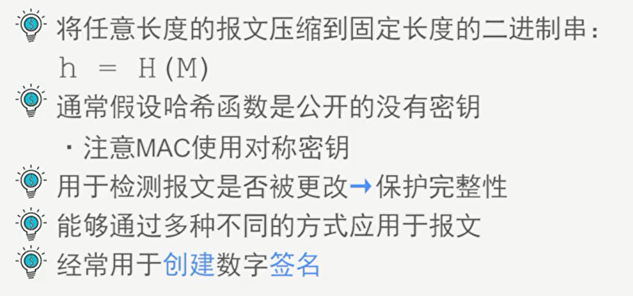 将任意长度的报文压缩到固定长度的二进制串：
h = H(M)
通常假设哈希函数是公开的没有密钥
·注意MAC使用对称密钥
用于检测报文是否被更改→保护完整性
能够通过多种不同的方式应用于报文
经常用于创建数字签名